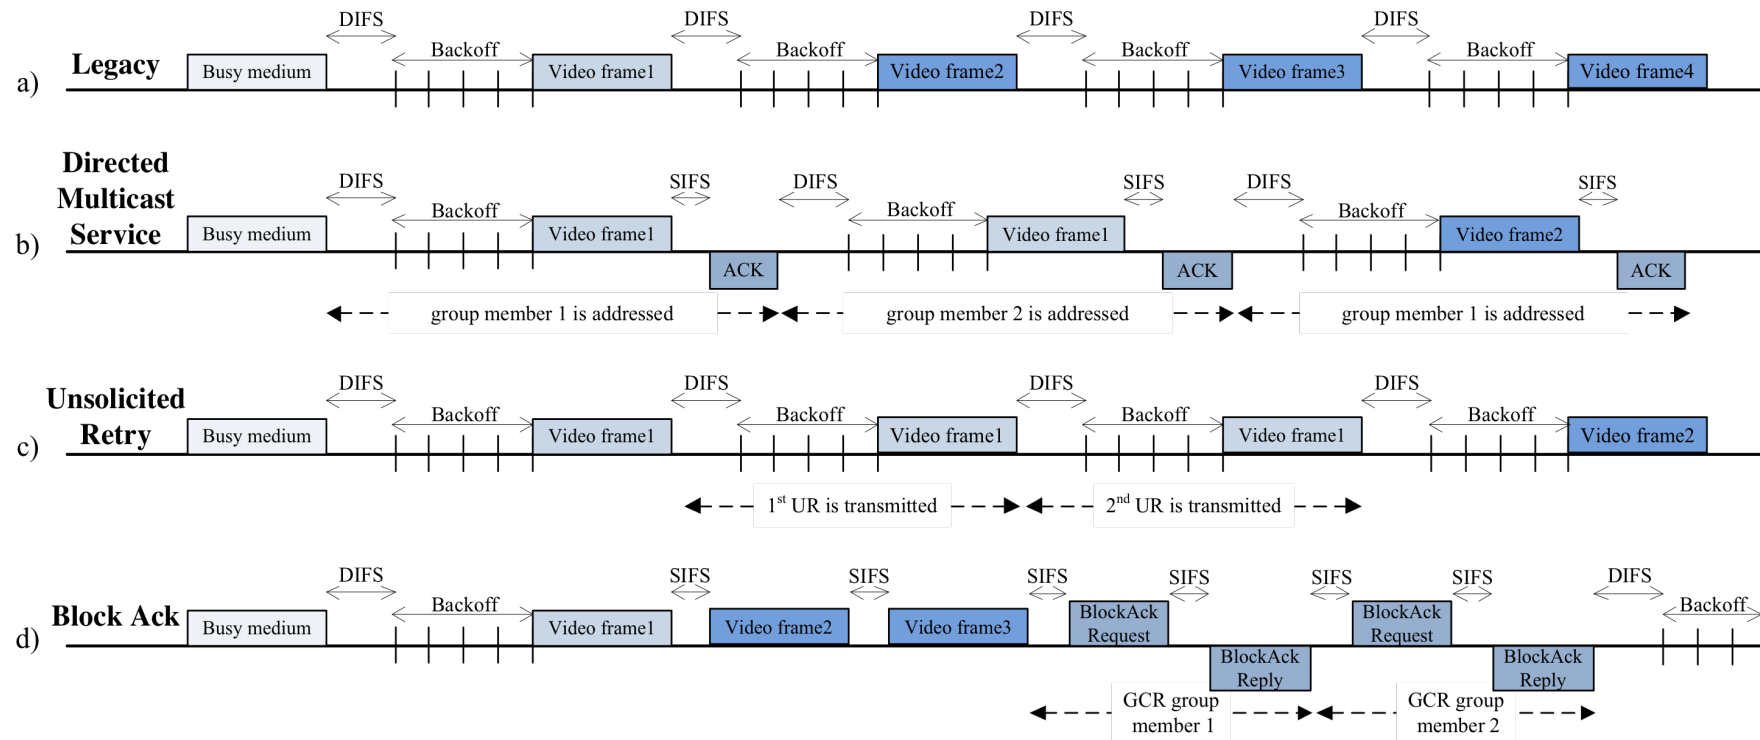 DIFS DIFS DIFS DIFS
a) Legacy Busy medium Backoff Video frame1 Backoff Video frame2 Backoff Video frame3 Backoff Video frame4
Directed
Multicast
Service
DIFS SIFS DIFS SIFS DIFS SIFS
b) Busy medium Backoff Video frame1 Backoff Video frame1 Backoff Video frame2
ACK ACK ACK
group member 1 is addressed group member 2 is addressed group member 1 is addressed
Unsolicited
Retry
DIFS DIFS DIFS DIFS
c) Busy medium Backoff Video frame1 Backoff Video frame1 Backoff Video frame1 Backoff Video frame2
1st UR is transmitted 2nd UR is transmitted
DIFS SIFS SIFS SIFS SIFS SIFS SIFS DIFS
d) Block Ack Busy medium Backoff Video frame1 Video frame2 Video frame3 BlockAck
Request BlockAck
Request Backoff
BlockAck
Reply BlockAck
Reply
GCR group
member 1 GCR group
member 2